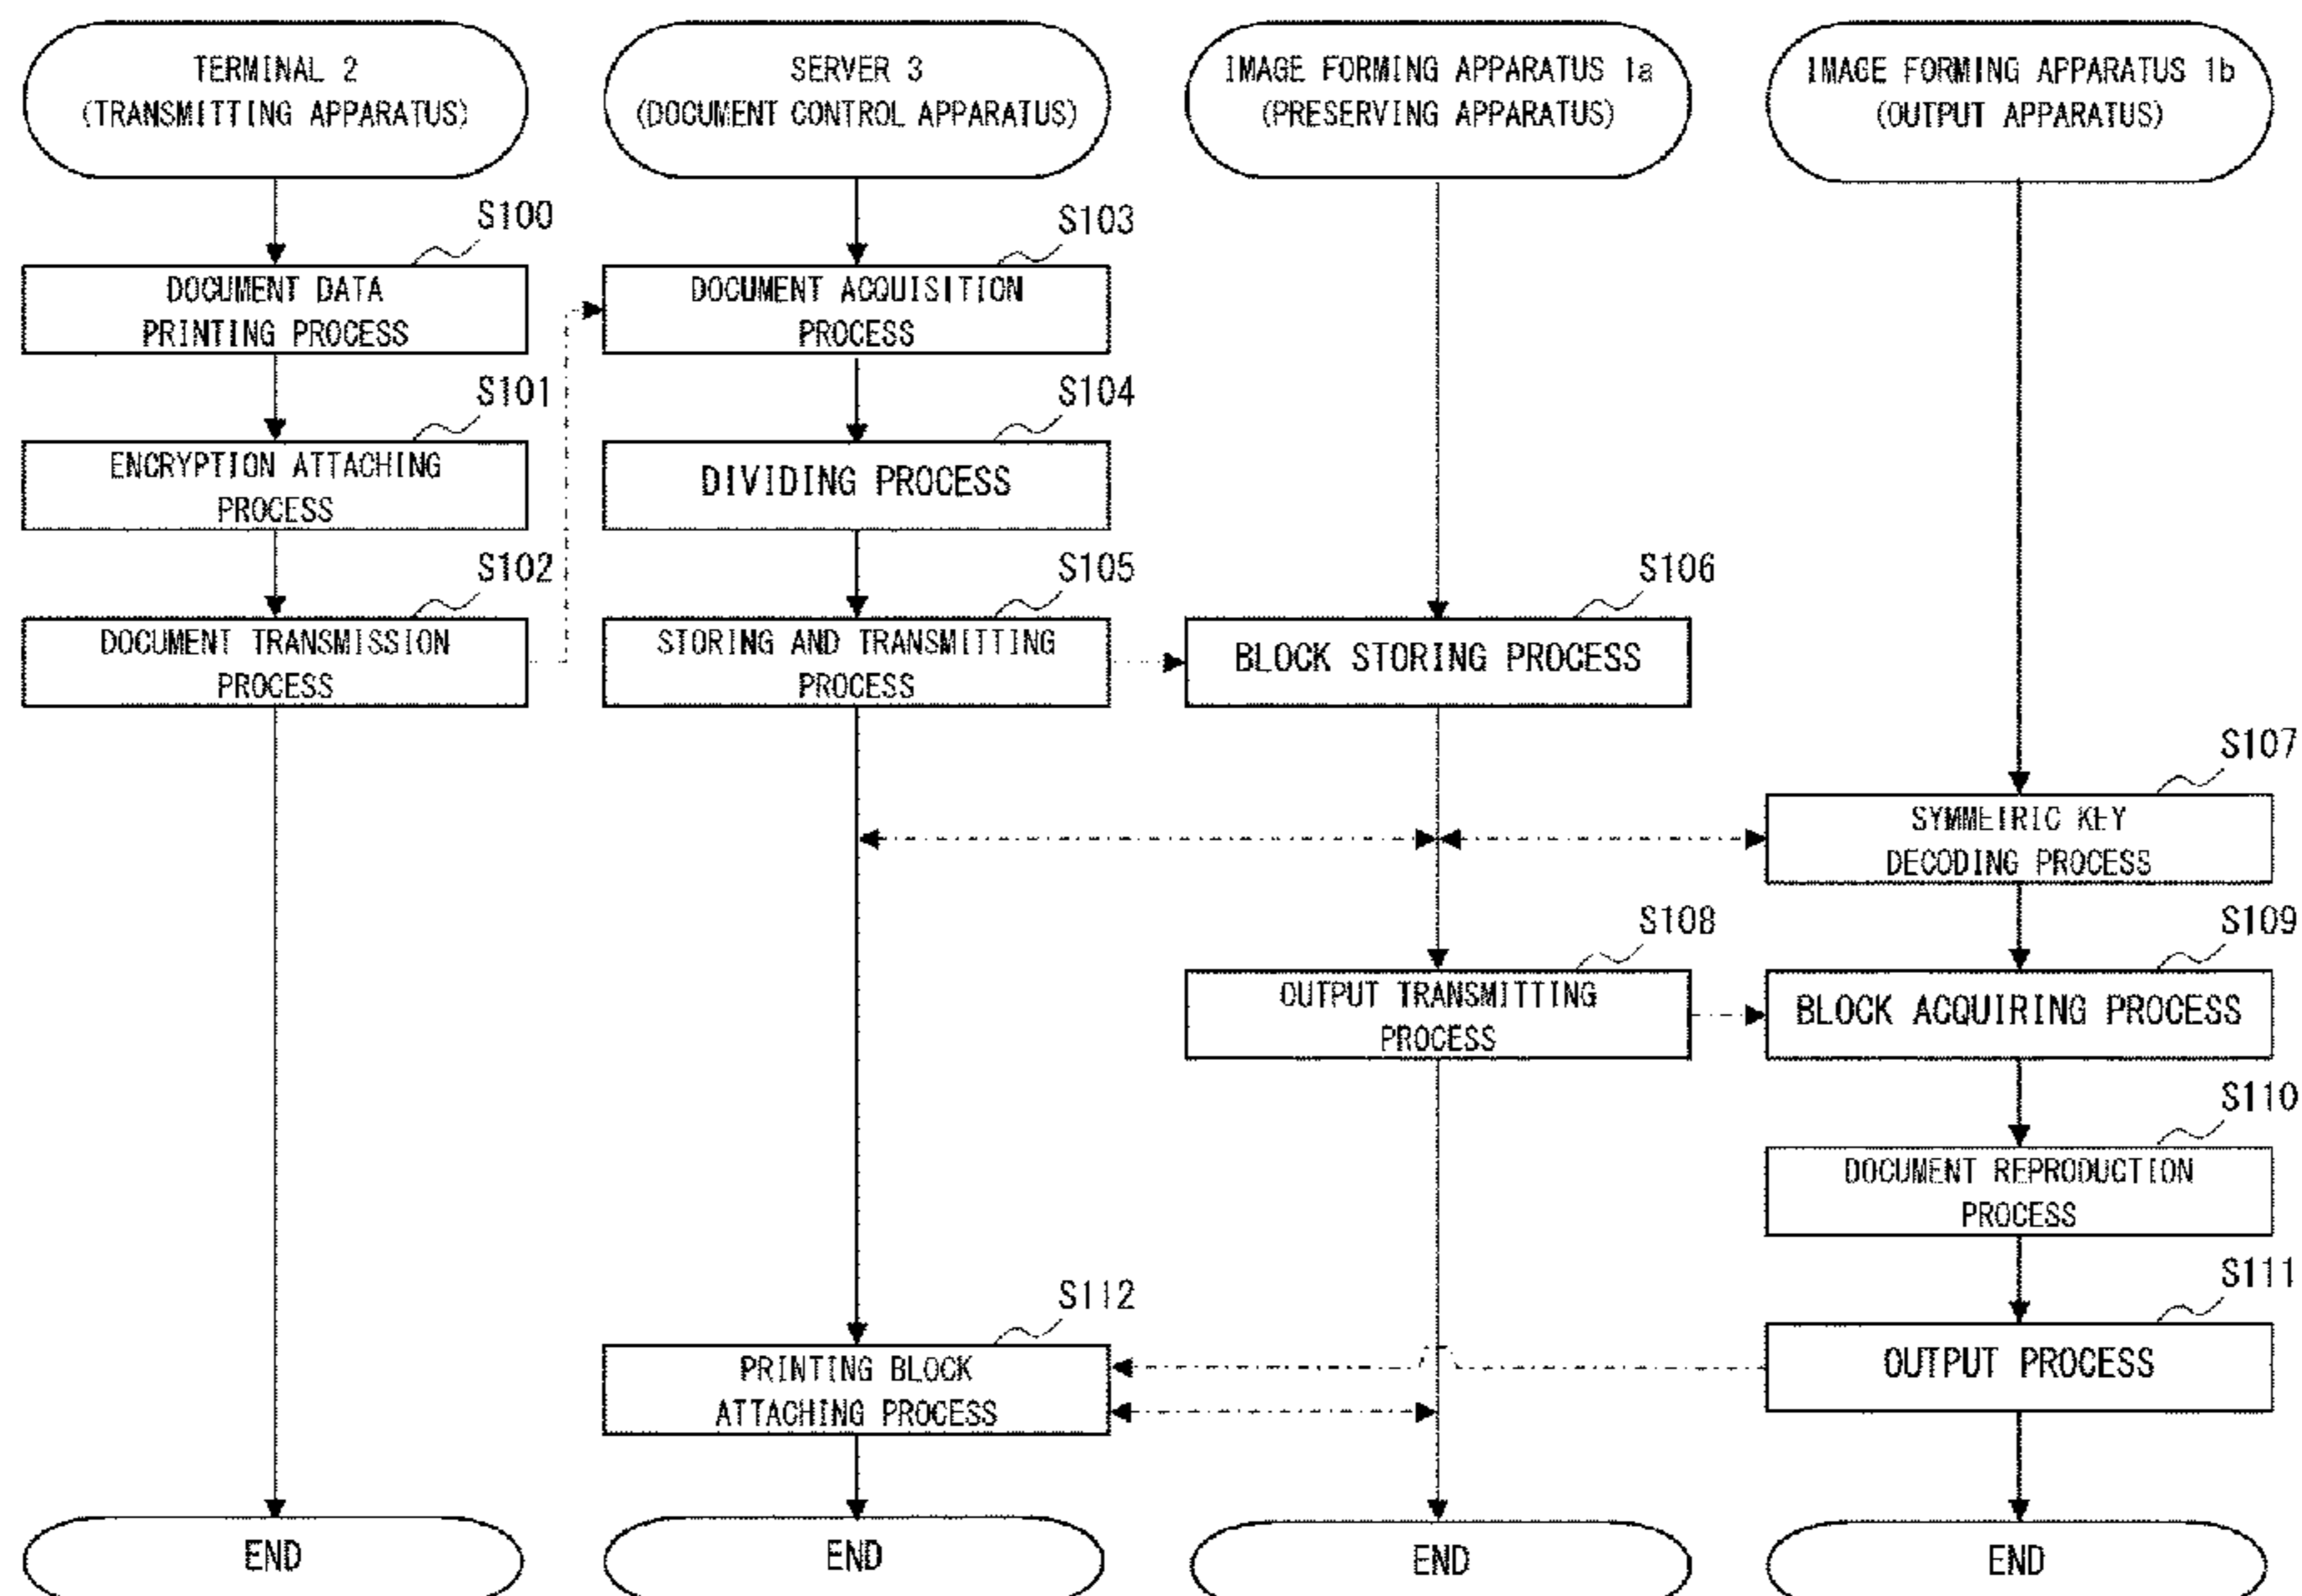 TERMINAL 2
(TRANSMITTING APPARATUS)
SERVER 3
(DOCUMENT CONTROL APPARATUS)
IMAGE FORMING APPARATUS 1a
(PRESERVING APPARATUS)
IMAGE FORMING APPARATUS 1b
(OUTPUT APPARATUS)
S100
DOCUMENT DATA
PRINTING PROCESS
S103
DOCUMENT ACQUISITION
PROCESS
S101
ENCRYPTION ATTACHING
PROCESS
S104
DIVIDING PROCESS
S102
DOCUMENT TRANSMISSION
PROCESS
S105
STORING AND TRANSMITTING
PROCESS
S106
BLOCK STORING PROCESS
S107
SYMMETRIC KEY
DECODING PROCESS
S108
OUTPUT TRANSMITTING
PROCESS
S109
BLOCK ACQUIRING PROCESS
S110
DOCUMENT REPRODUCTION
PROCESS
S111
OUTPUT PROCESS
S112
PRINTING BLOCK
ATTACHING PROCESS
END
END
END
END